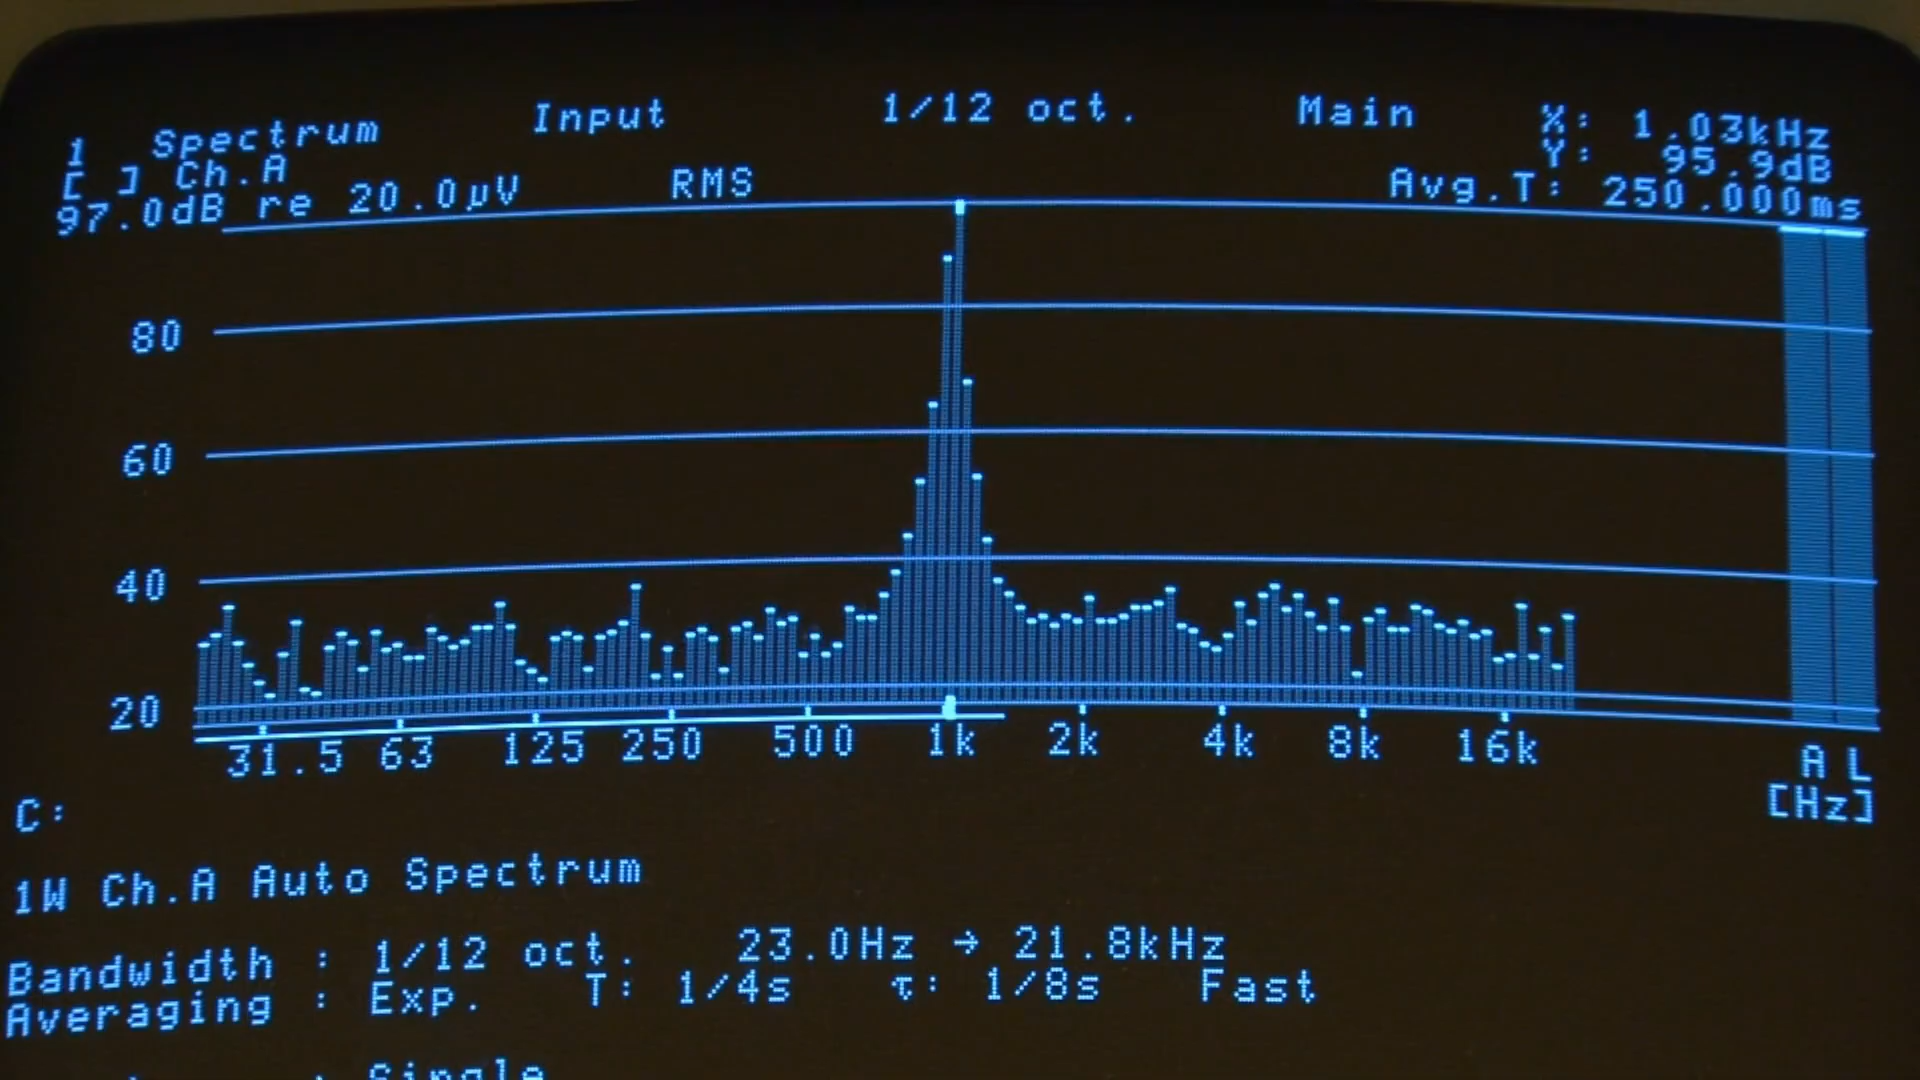 1 Spectrum Input 1/12 oct. Main X: 1.03kHz
[ ] Ch.A Y: 95.9dB
97.0dB re 20.0µV RMS Avg.T: 250.000ms
80
60
40
20
31.5 63 125 250 500 1k 2k 4k 8k 16k A L
[Hz]
C:
1W Ch.A Auto Spectrum
Bandwidth : 1/12 oct. 23.0Hz → 21.8kHz
Averaging : Exp. T: 1/4s τ: 1/8s Fast
: Single